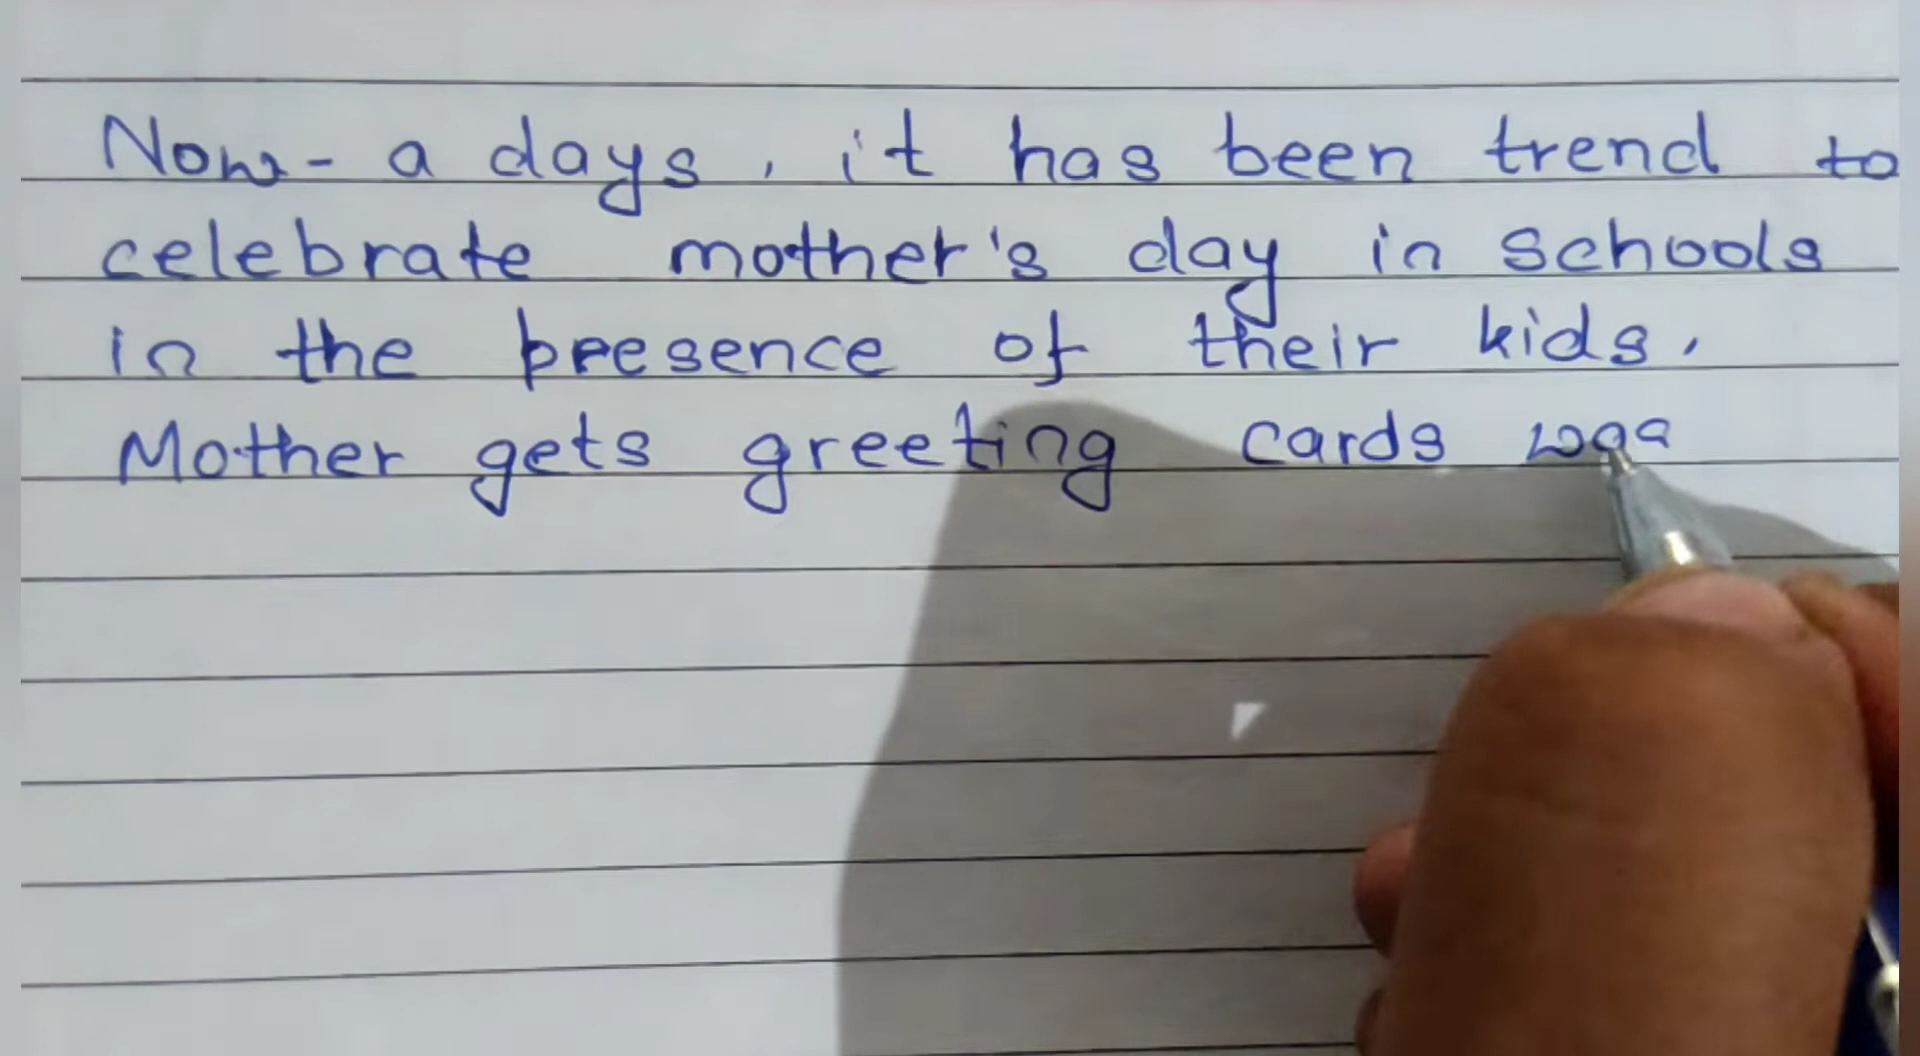 Now- a days, it has been trend to
celebrate mother's day in schools
in the presence of their kids.
Mother gets greeting cards